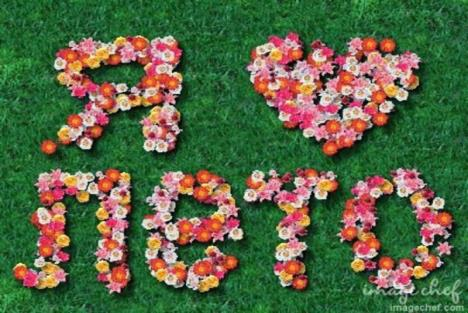 Я ♥
лето
image chef
imagechef.com